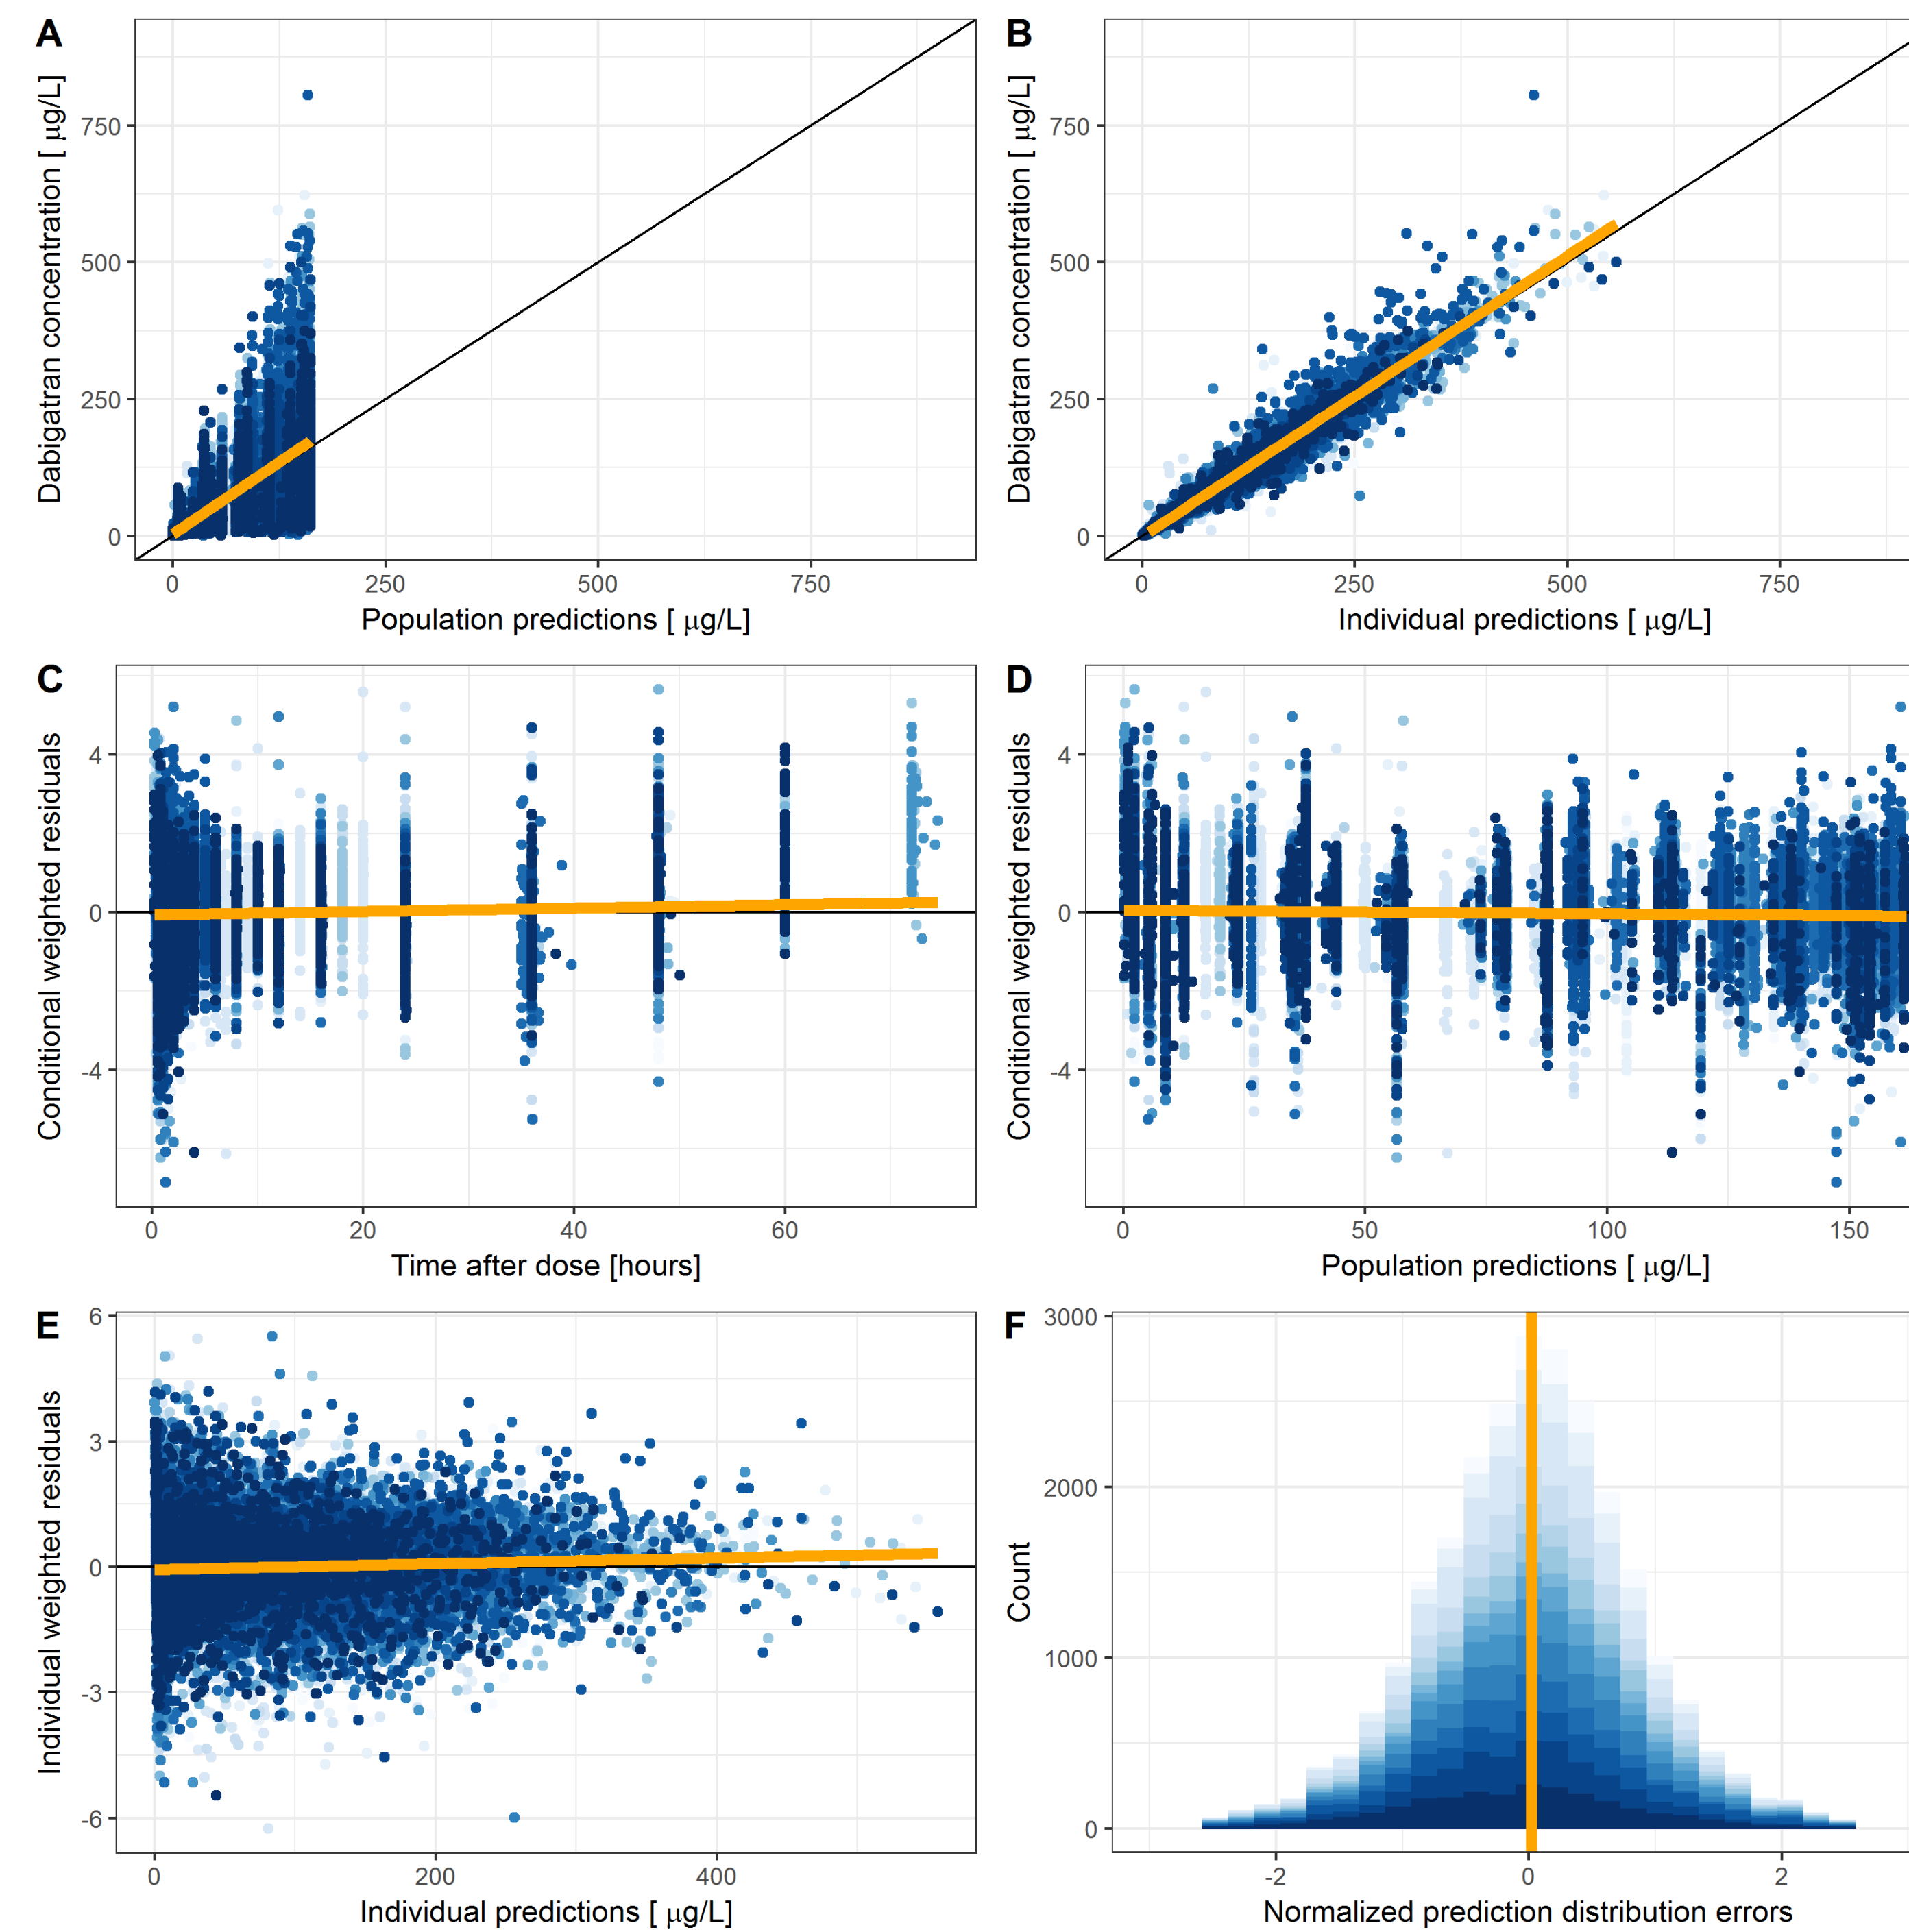 A
Dabigatran concentration [ μg/L]
750
500
250
0
0 250 500 750
Population predictions [ μg/L]
B
Dabigatran concentration [ μg/L]
750
500
250
0
0 250 500 750
Individual predictions [ μg/L]
C
Conditional weighted residuals
4
0
-4
0 20 40 60
Time after dose [hours]
D
Conditional weighted residuals
4
0
-4
0 50 100 150
Population predictions [ μg/L]
E
Individual weighted residuals
6
3
0
-3
-6
0 200 400
Individual predictions [ μg/L]
F
Count
3000
2000
1000
0
-2 0 2
Normalized prediction distribution errors